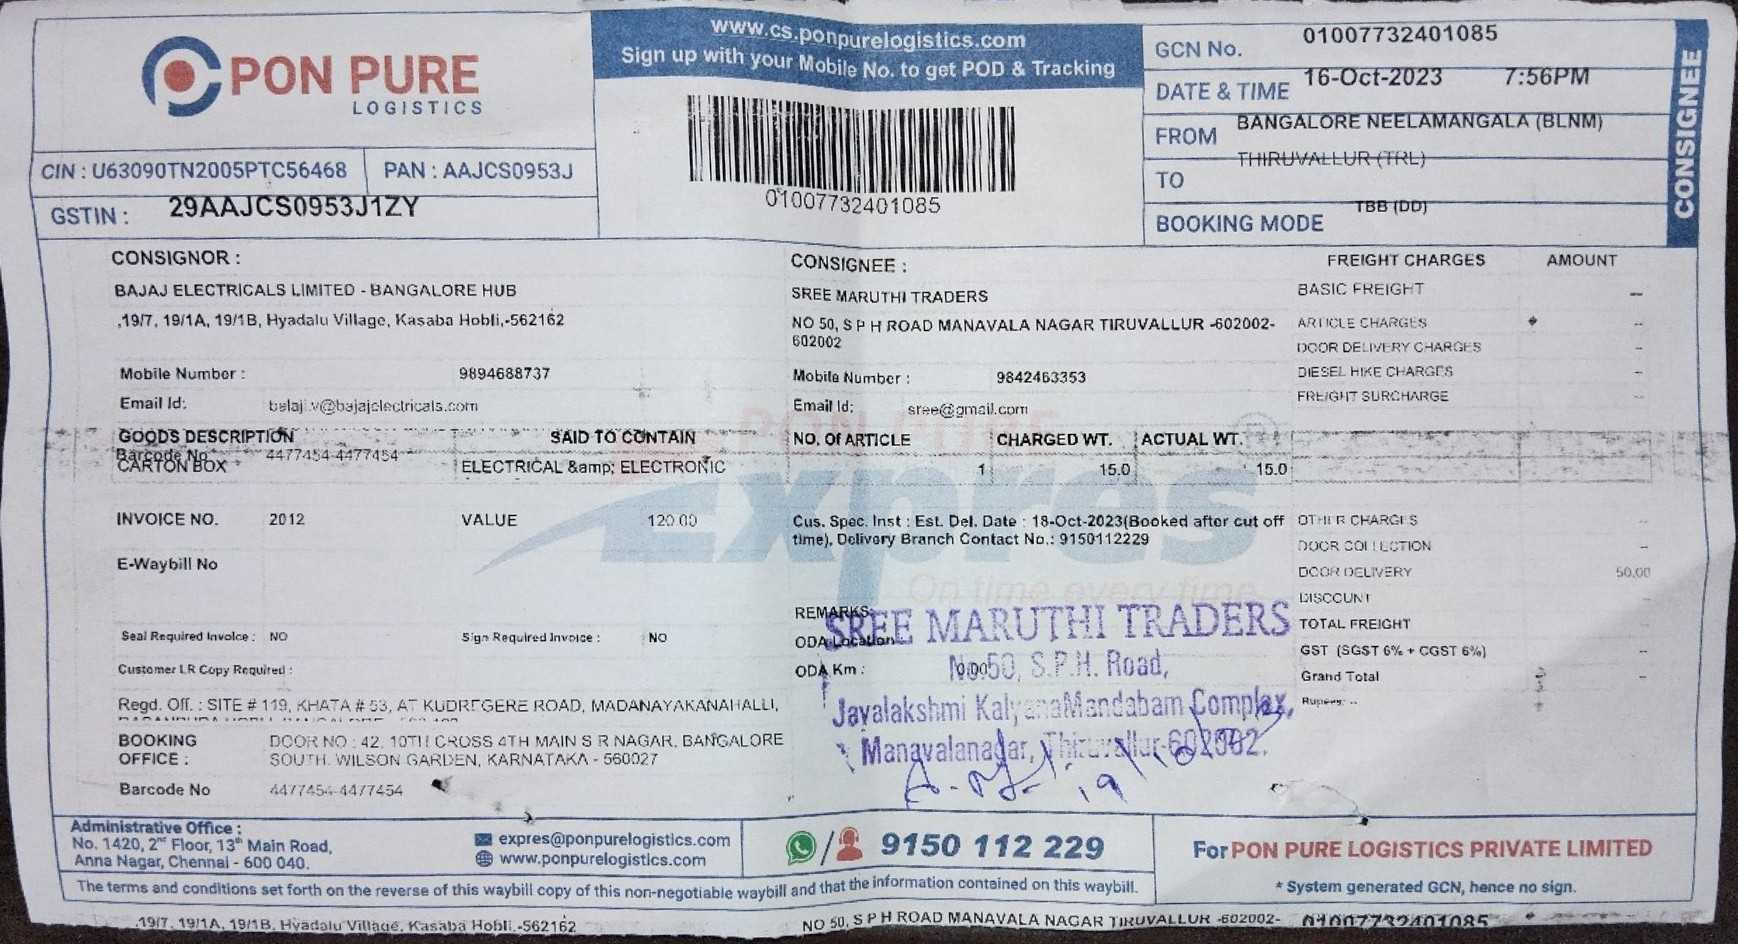 PON PURE
LOGISTICS
www.cs.ponpurelogistics.com
Sign up with your Mobile No. to get POD & Tracking
01007732401085
GCN No. 01007732401085
DATE & TIME 16-Oct-2023 7:56PM
FROM BANGALORE NEELAMANGALA (BLNM)
TO THIRUVALLUR (TRL)
BOOKING MODE TBB (DD)
CONSIGNEE
CIN : U63090TN2005PTC56468 PAN : AAJCS0953J
GSTIN : 29AAJCS0953J1ZY
CONSIGNOR :
BAJAJ ELECTRICALS LIMITED - BANGALORE HUB
,19/7, 19/1A, 19/1B, Hyadalu Village, Kasaba Hobli,-562162
Mobile Number : 9894688737
Email Id: balaji.v@bajajelectricals.com
CONSIGNEE :
SREE MARUTHI TRADERS
NO 50, S P H ROAD MANAVALA NAGAR TIRUVALLUR -602002-
602002
Mobile Number : 9842463353
Email Id: sree@gmail.com
FREIGHT CHARGES AMOUNT
BASIC FREIGHT --
ARTICLE CHARGES --
DOOR DELIVERY CHARGES --
DIESEL HIKE CHARGES --
FREIGHT SURCHARGE --
GOODS DESCRIPTION SAID TO CONTAIN NO. Of ARTICLE CHARGED WT. ACTUAL WT.
Barcode No 4477454-4477454
CARTON BOX ELECTRICAL &amp; ELECTRONIC 1 15.0 15.0
PON PURE
Expres
On time every time
INVOICE NO. 2012 VALUE 120.00
E-Waybill No
Cus. Spec. Inst : Est. Del. Date : 18-Oct-2023(Booked after cut off
time), Delivery Branch Contact No.: 9150112229
OTHER CHARGES --
DOOR COLLECTION --
DOOR DELIVERY 50.00
DISCOUNT
TOTAL FREIGHT --
GST (SGST 6% + CGST 6%) --
Grand Total --
Rupees: --
REMARKS:
ODA Location
ODA Km : 0.00
Seal Required Invoice : NO Sign Required Invoice : NO
Customer LR Copy Required :
SREE MARUTHI TRADERS
No.50, S.P.H. Road,
Jayalakshmi KalyanaMandabam Complex,
Manavalanagar, Thiruvallur-602002.
Regd. Off. : SITE # 119, KHATA # 53, AT KUDREGERE ROAD, MADANAYAKANAHALLI,
BOOKING OFFICE : DOOR NO : 42, 10TH CROSS 4TH MAIN S R NAGAR, BANGALORE
SOUTH. WILSON GARDEN, KARNATAKA - 560027
Barcode No 4477454-4477454
Administrative Office :
No. 1420, 2nd Floor, 13th Main Road,
Anna Nagar, Chennai - 600 040.
expres@ponpurelogistics.com
www.ponpurelogistics.com
9150 112 229
For PON PURE LOGISTICS PRIVATE LIMITED
* System generated GCN, hence no sign.
The terms and conditions set forth on the reverse of this waybill copy of this non-negotiable waybill and that the information contained on this waybill.
,19/7, 19/1A, 19/1B, Hyadalu Village, Kasaba Hobli,-562162 NO 50, S P H ROAD MANAVALA NAGAR TIRUVALLUR -602002- 01007732401085